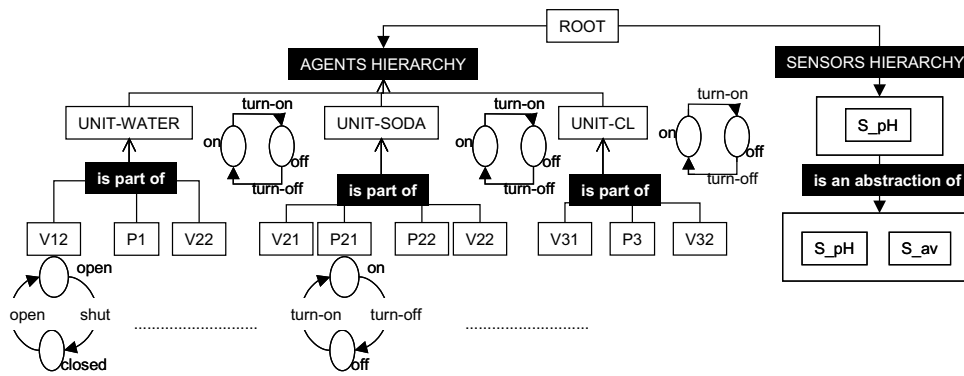 ROOT
AGENTS HIERARCHY
SENSORS HIERARCHY
turn-on
turn-on
turn-on
UNIT-WATER
on
off
UNIT-SODA
on
off
UNIT-CL
on
off
S_pH
turn-off
turn-off
turn-off
is part of
is part of
is part of
is an abstraction of
V12
P1
V22
V21
P21
P22
V22
V31
P3
V32
S_pH
S_av
open
on
open
shut
turn-on
turn-off
closed
off